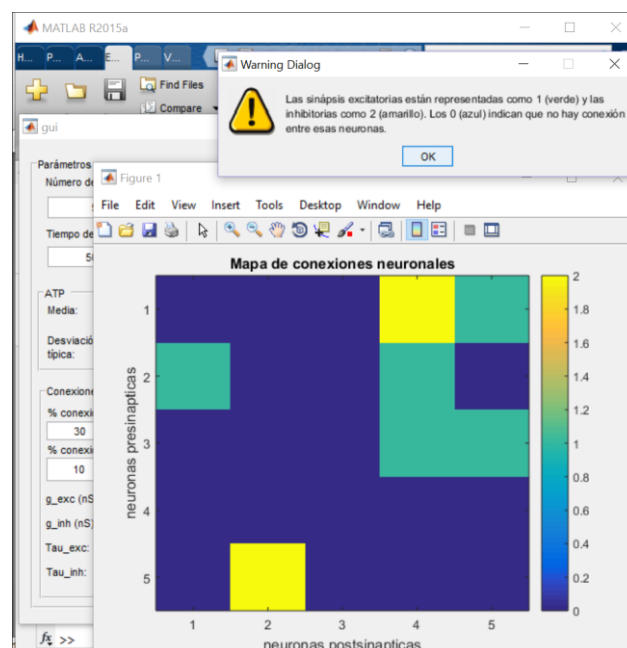 MATLAB R2015a
H... P... A... E... P... V...
Find Files
Compare
Warning Dialog
Las sinápsis excitatorias están representadas como 1 (verde) y las
inhibitorias como 2 (amarillo). Los 0 (azul) indican que no hay conexión
entre esas neuronas.
OK
gui
Parámetros
Número de
Tiempo de
ATP
Media:
Desviació
típica:
Conexione
% conexi
30
% conexi
10
g_exc (nS
g_inh (nS)
Tau_exc:
Tau_inh:
fx >>
Figure 1
File Edit View Insert Tools Desktop Window Help
Mapa de conexiones neuronales
neuronas presinapticas
1
2
3
4
5
1 2 3 4 5
neuronas postsinapticas
2
1.8
1.6
1.4
1.2
1
0.8
0.6
0.4
0.2
0